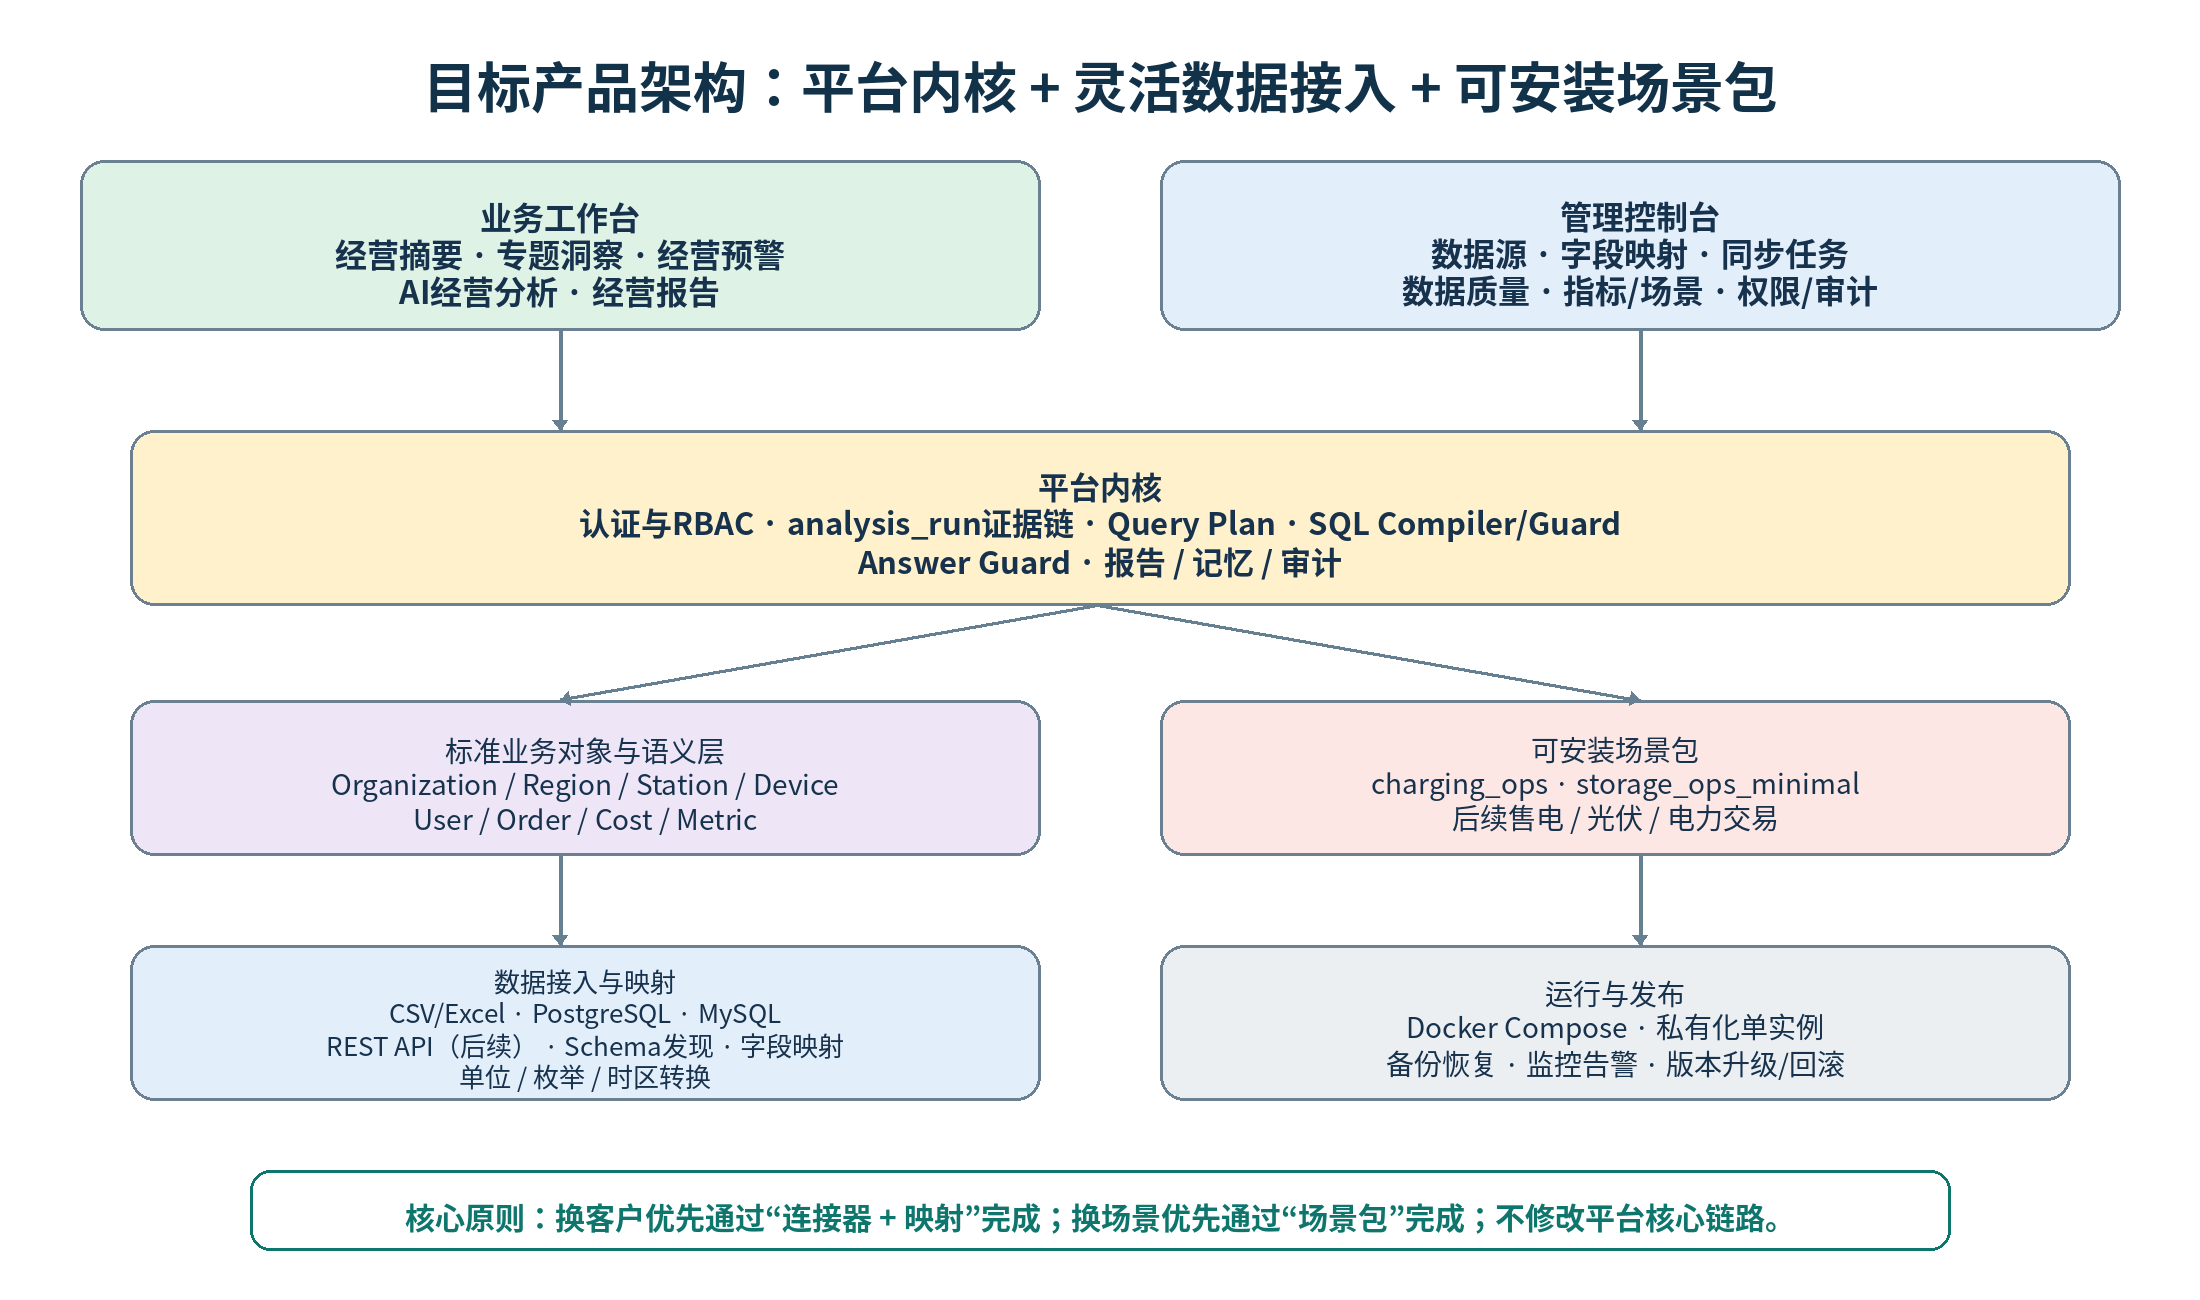 目标产品架构：平台内核 + 灵活数据接入 + 可安装场景包
业务工作台
经营摘要 · 专题洞察 · 经营预警
AI经营分析 · 经营报告
管理控制台
数据源 · 字段映射 · 同步任务
数据质量 · 指标/场景 · 权限/审计
平台内核
认证与RBAC · analysis_run证据链 · Query Plan · SQL Compiler/Guard
Answer Guard · 报告 / 记忆 / 审计
标准业务对象与语义层
Organization / Region / Station / Device
User / Order / Cost / Metric
可安装场景包
charging_ops · storage_ops_minimal
后续售电 / 光伏 / 电力交易
数据接入与映射
CSV/Excel · PostgreSQL · MySQL
REST API（后续） · Schema发现 · 字段映射
单位 / 枚举 / 时区转换
运行与发布
Docker Compose · 私有化单实例
备份恢复 · 监控告警 · 版本升级/回滚
核心原则：换客户优先通过“连接器 + 映射”完成；换场景优先通过“场景包”完成；不修改平台核心链路。